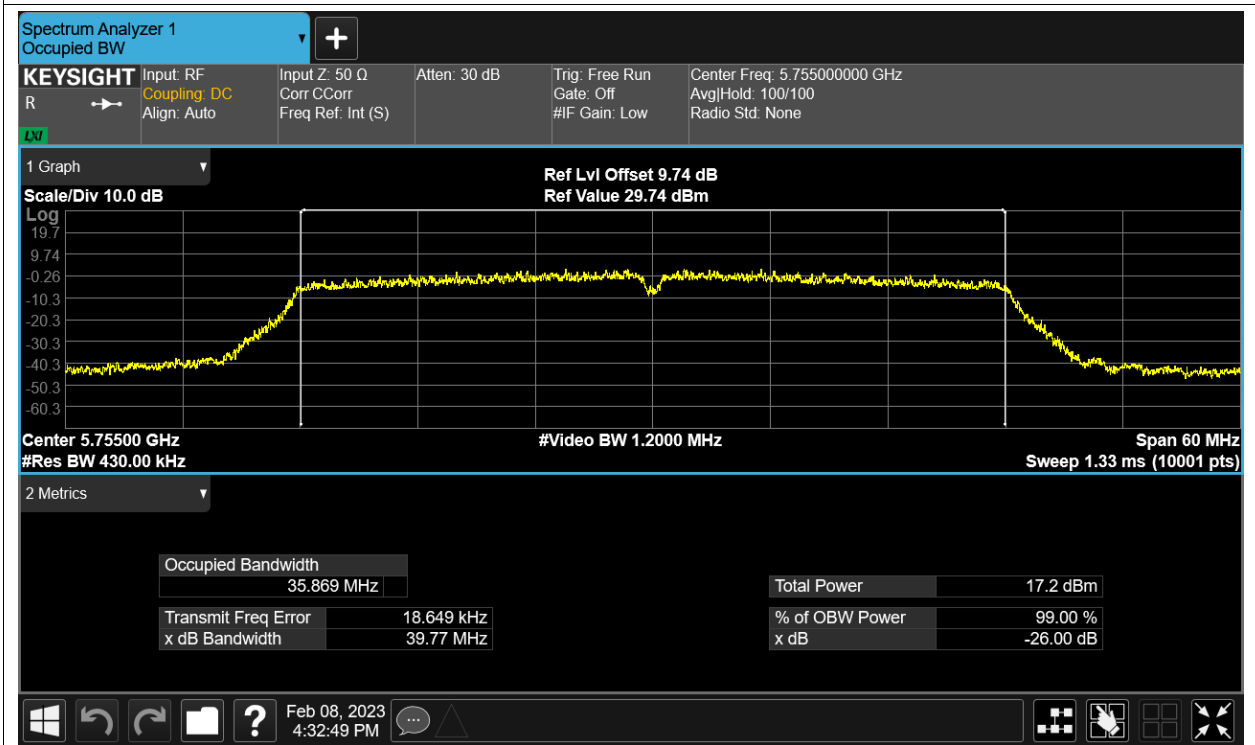 Spectrum Analyzer 1
Occupied BW
KEYSIGHT Input: RF Input Z: 50 Ω Atten: 30 dB Trig: Free Run Center Freq: 5.755000000 GHz
R Coupling: DC Corr CCorr Gate: Off Avg|Hold: 100/100
Align: Auto Freq Ref: Int (S) #IF Gain: Low Radio Std: None
LXI
1 Graph
Ref Lvl Offset 9.74 dB
Scale/Div 10.0 dB Ref Value 29.74 dBm
Log
19.7
9.74
-0.26
-10.3
-20.3
-30.3
-40.3
-50.3
-60.3
Center 5.75500 GHz #Video BW 1.2000 MHz Span 60 MHz
#Res BW 430.00 kHz Sweep 1.33 ms (10001 pts)
2 Metrics
Occupied Bandwidth
35.869 MHz Total Power 17.2 dBm
Transmit Freq Error 18.649 kHz % of OBW Power 99.00 %
x dB Bandwidth 39.77 MHz x dB -26.00 dB
? Feb 08, 2023
4:32:49 PM